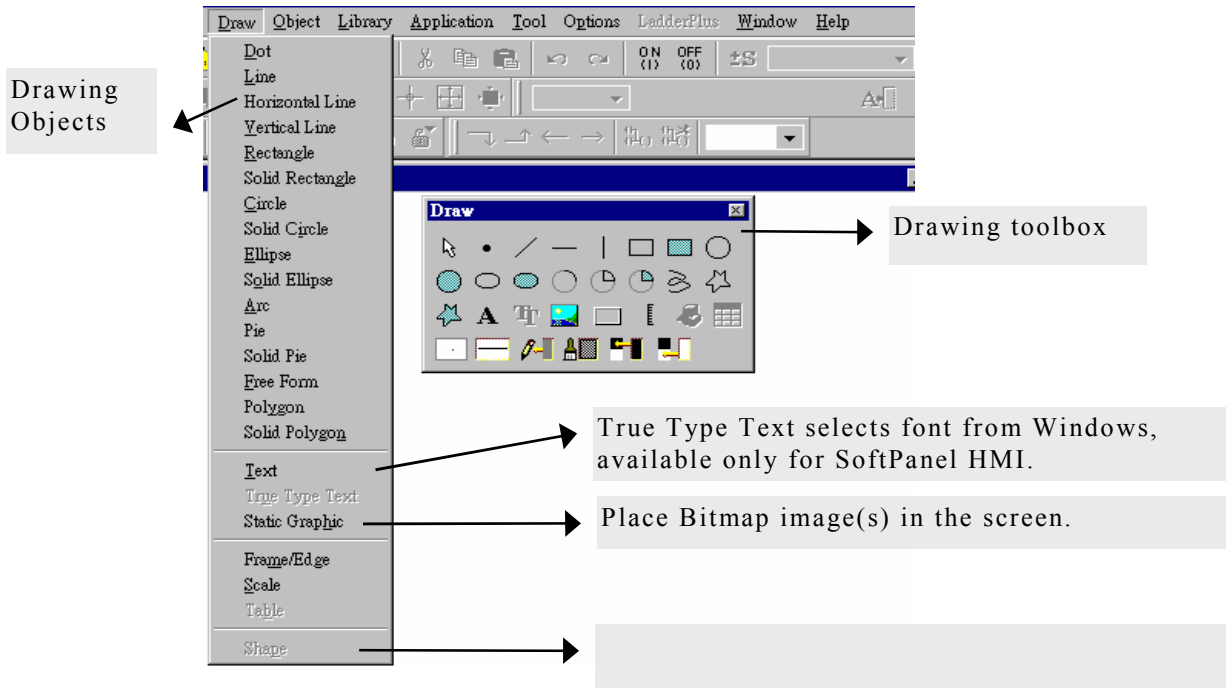 Draw Object Library Application Tool Options LadderPlus Window Help
Dot
Line
Horizontal Line
Vertical Line
Rectangle
Solid Rectangle
Circle
Solid Circle
Ellipse
Solid Ellipse
Arc
Pie
Solid Pie
Free Form
Polygon
Solid Polygon
Text
True Type Text
Static Graphic
Frame/Edge
Scale
Table
Shape
ON OFF
(1) (0)
±S
A
Drawing
Objects
Draw
A TT
Drawing toolbox
True Type Text selects font from Windows,
available only for SoftPanel HMI.
Place Bitmap image(s) in the screen.